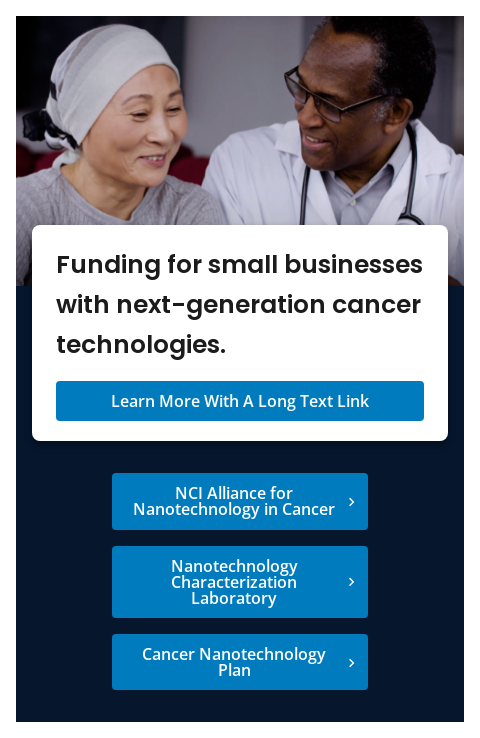 Funding for small businesses
with next-generation cancer
technologies.
Learn More With A Long Text Link
NCI Alliance for
Nanotechnology in Cancer
Nanotechnology
Characterization
Laboratory
Cancer Nanotechnology
Plan